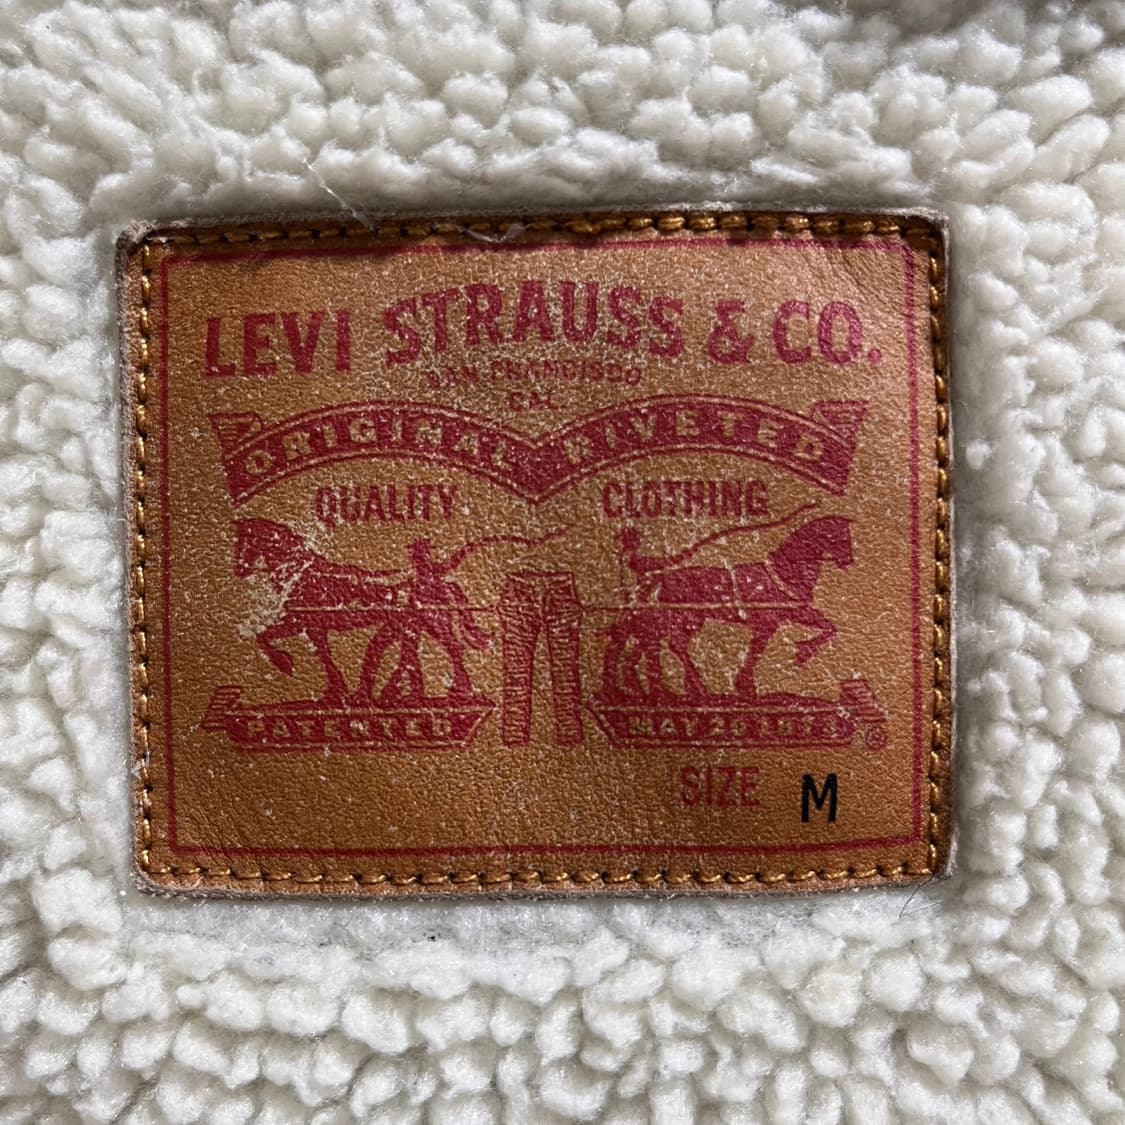 LEVI STRAUSS & CO.
SAN FRANCISCO
CAL
ORIGINAL RIVETED
QUALITY CLOTHING
PATENTED MAY 20 1873
®
SIZE M